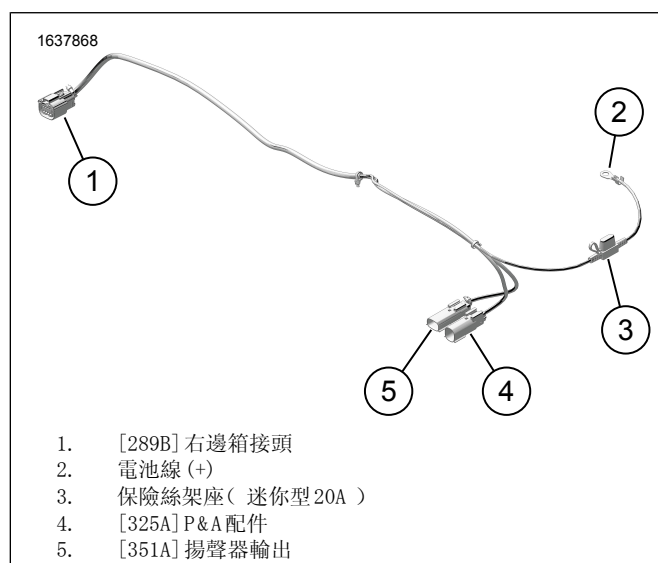 1637868
1
2
3
5
4
1. [289B]右邊箱接頭
2. 電池線(+)
3. 保險絲架座( 迷你型20A )
4. [325A]P&A配件
5. [351A]揚聲器輸出